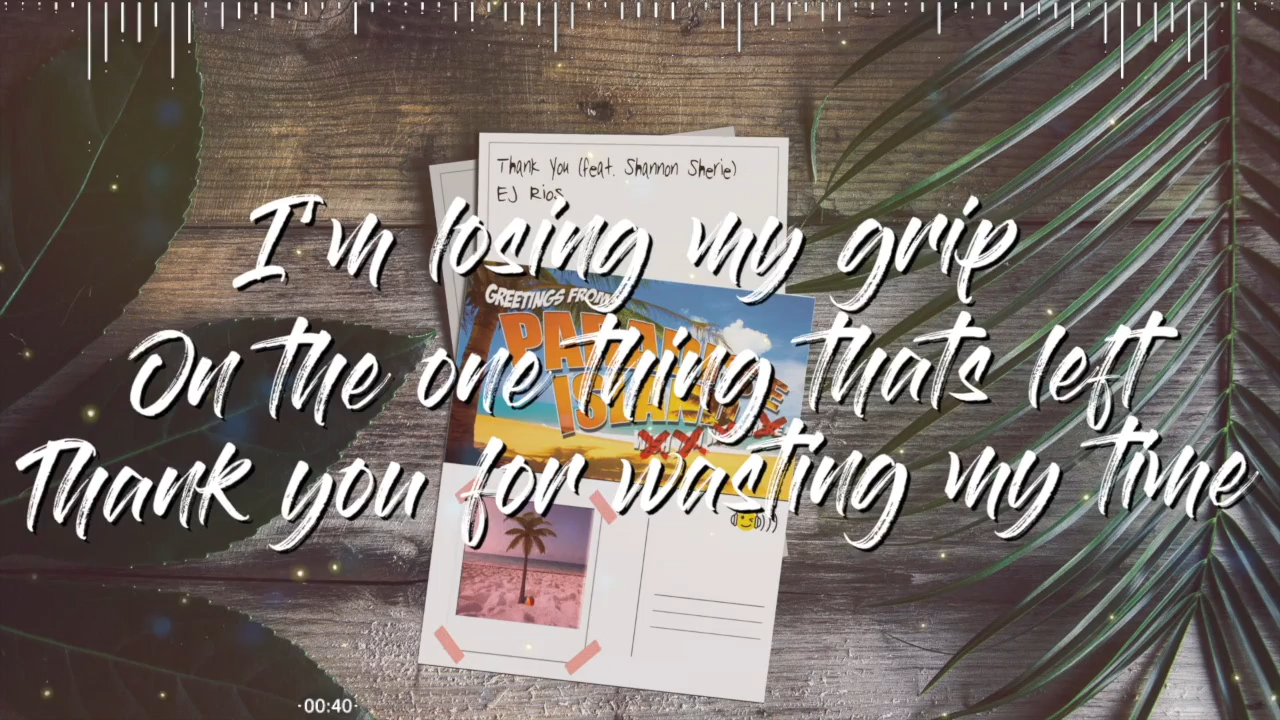 Thank You (feat. Shannon Sherie)
EJ Rios
I'm losing my grip
GREETINGS FROM
On the one thing thats left
Thank you for wasting my time
00:40